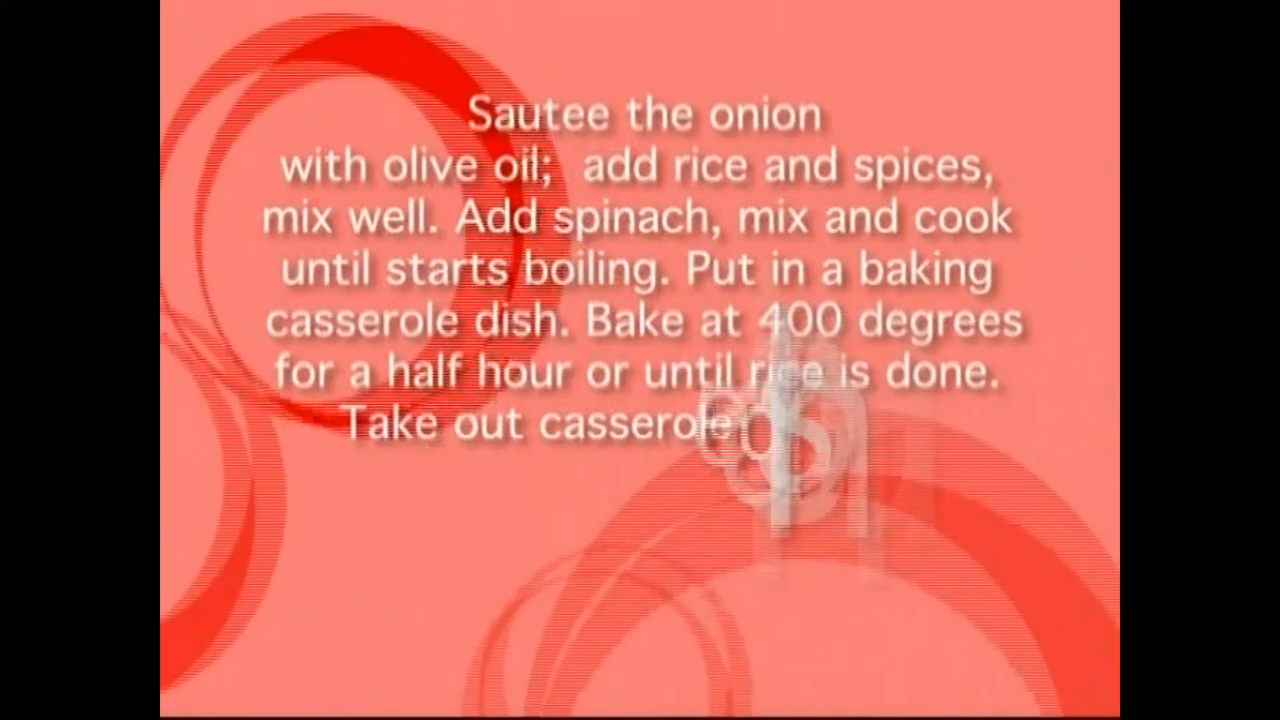 Sautee the onion
with olive oil;  add rice and spices,
mix well. Add spinach, mix and cook
until starts boiling. Put in a baking
casserole dish. Bake at 400 degrees
for a half hour or until rice is done.
Take out casserole